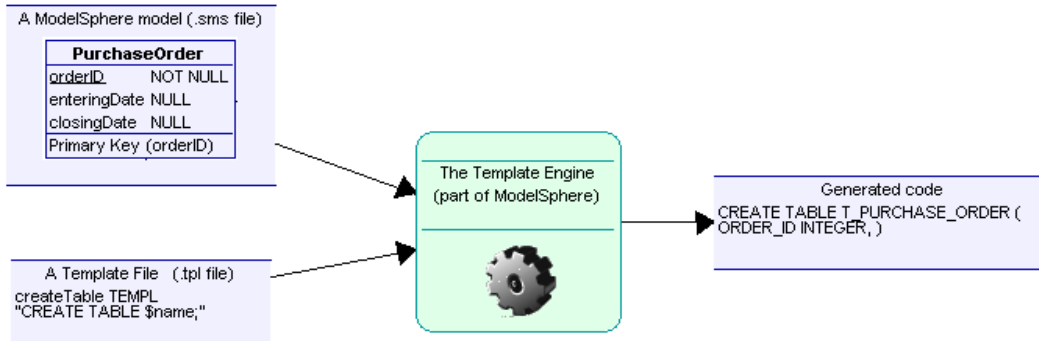 A ModelSphere model (.sms file)
PurchaseOrder
orderID NOT NULL
enteringDate NULL
closingDate NULL
Primary Key (orderID)
The Template Engine
(part of ModelSphere)
Generated code
CREATE TABLE T_PURCHASE_ORDER (
ORDER_ID INTEGER, )
A Template File (.tpl file)
createTable TEMPL
"CREATE TABLE $name;"